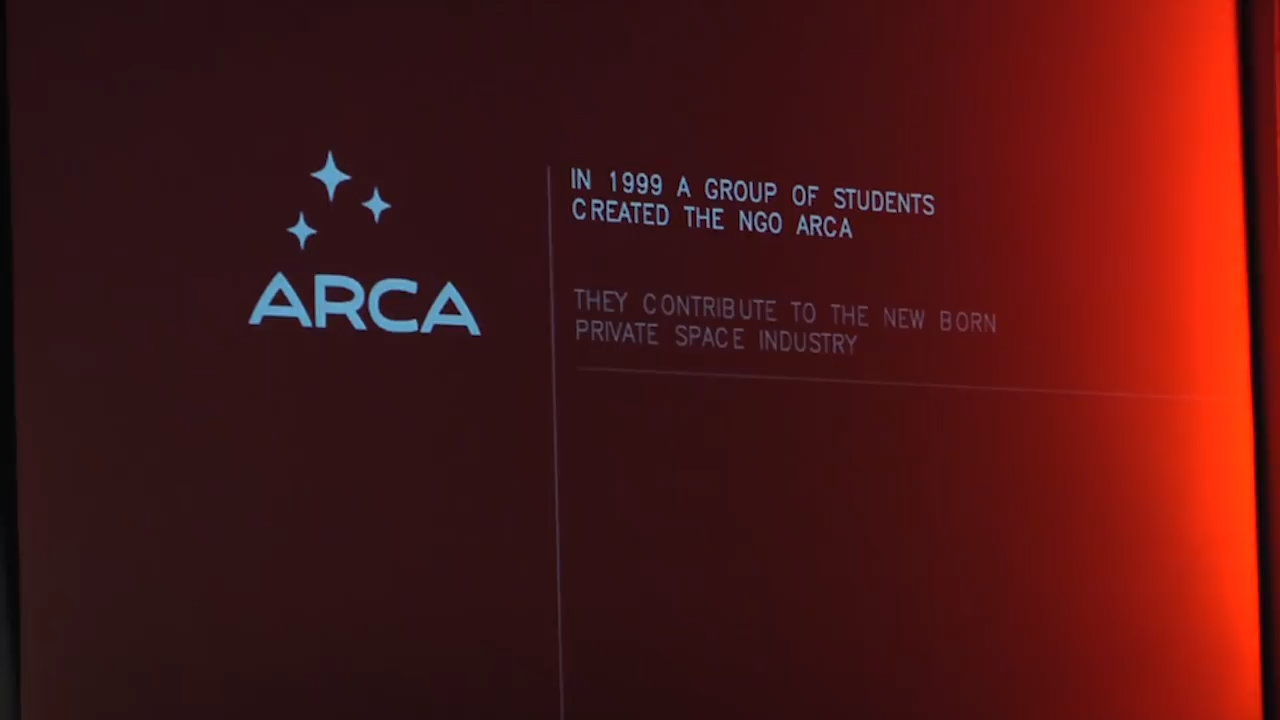 ARCA
IN 1999 A GROUP OF STUDENTS
CREATED THE NGO ARCA
THEY CONTRIBUTE TO THE NEW BORN
PRIVATE SPACE INDUSTRY